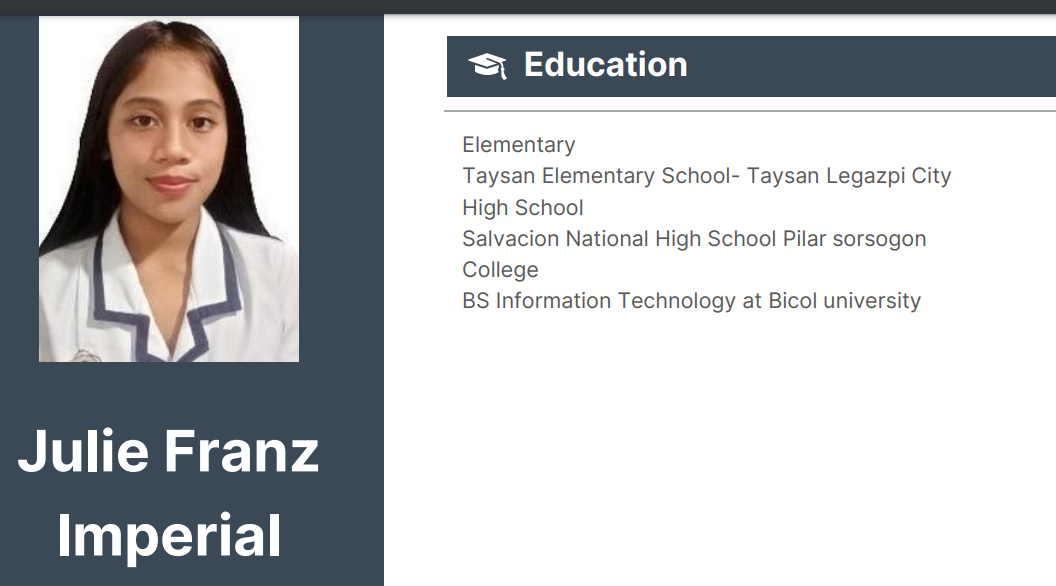 Education
Elementary
Taysan Elementary School- Taysan Legazpi City
High School
Salvacion National High School Pilar sorsogon
College
BS Information Technology at Bicol university
Julie Franz
Imperial